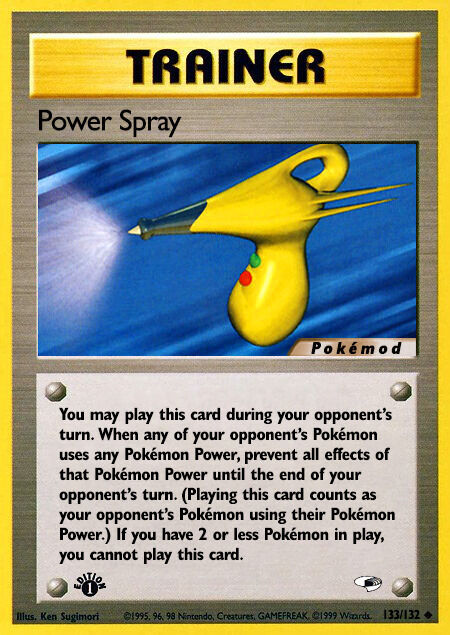 TRAINER
Power Spray
Pokémod
You may play this card during your opponent's
turn. When any of your opponent's Pokémon
uses any Pokémon Power, prevent all effects of
that Pokémon Power until the end of your
opponent's turn. (Playing this card counts as
your opponent's Pokémon using their Pokémon
Power.) If you have 2 or less Pokémon in play,
you cannot play this card.
EDITION
1
Illus. Ken Sugimori ©1995, 96, 98 Nintendo, Creatures, GAMEFREAK. ©1999 Wizards. 133/132 ◆